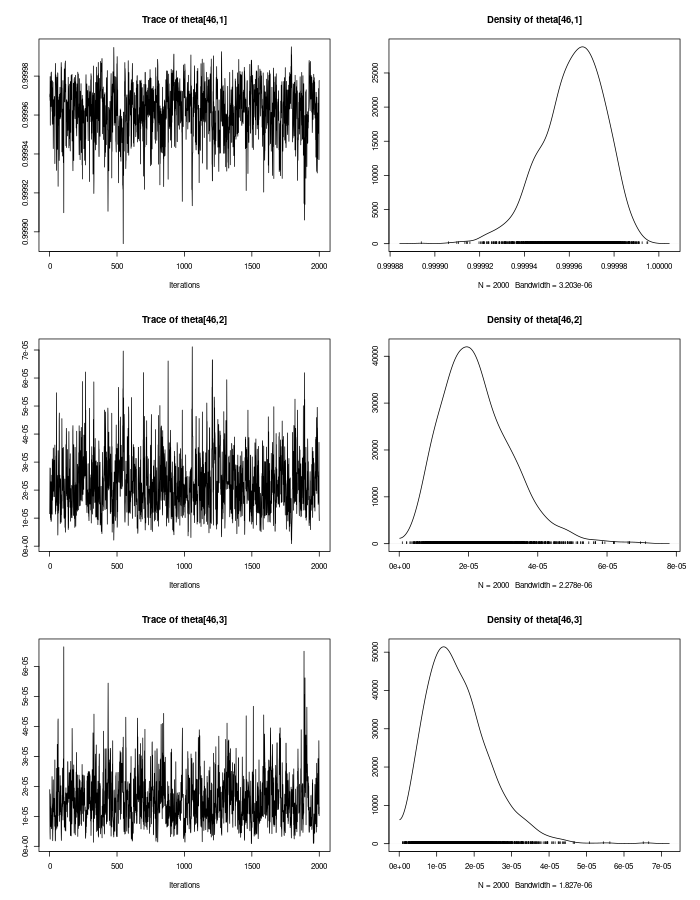 Trace of theta[46,1]
0.99990 0.99992 0.99994 0.99996 0.99998
0 500 1000 1500 2000
Iterations
Density of theta[46,1]
0 5000 10000 15000 20000 25000
0.99988 0.99990 0.99992 0.99994 0.99996 0.99998 1.00000
N = 2000 Bandwidth = 3.203e-06
Trace of theta[46,2]
0e+00 1e-05 2e-05 3e-05 4e-05 5e-05 6e-05 7e-05
0 500 1000 1500 2000
Iterations
Density of theta[46,2]
0 10000 20000 30000 40000
0e+00 2e-05 4e-05 6e-05 8e-05
N = 2000 Bandwidth = 2.278e-06
Trace of theta[46,3]
0e+00 1e-05 2e-05 3e-05 4e-05 5e-05 6e-05
0 500 1000 1500 2000
Iterations
Density of theta[46,3]
0 10000 20000 30000 40000 50000
0e+00 1e-05 2e-05 3e-05 4e-05 5e-05 6e-05 7e-05
N = 2000 Bandwidth = 1.827e-06